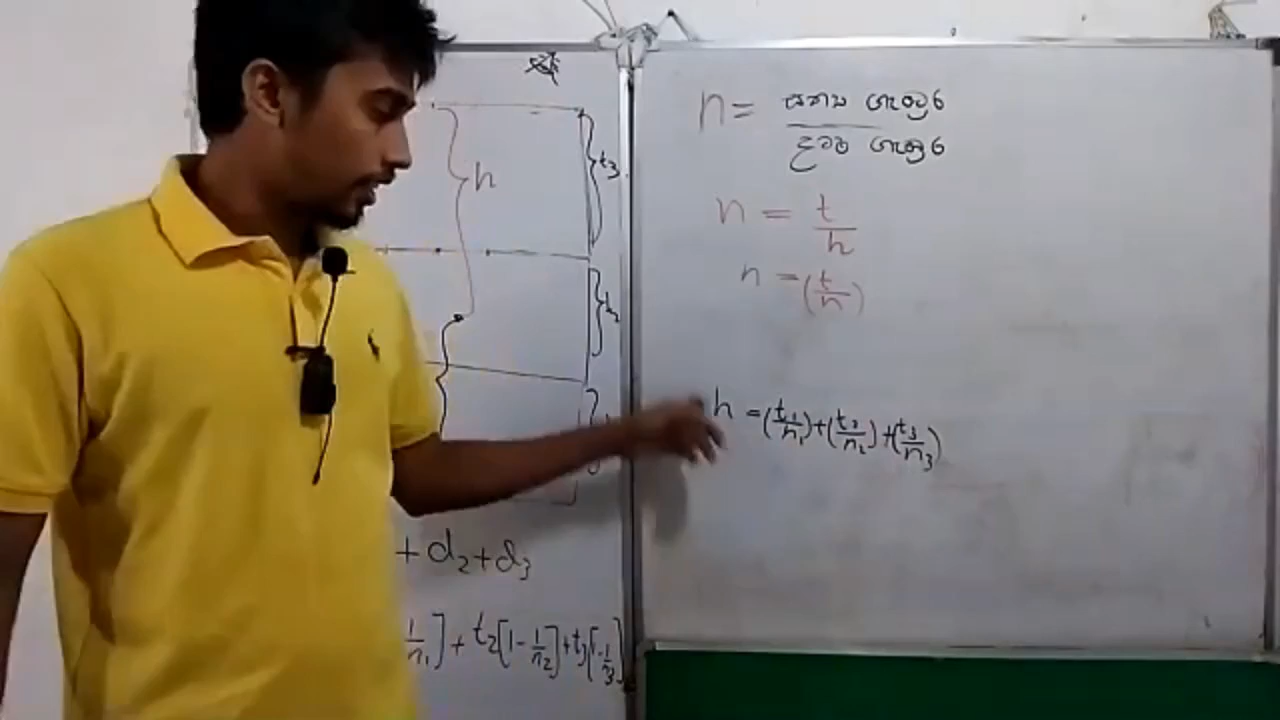 h
t₃
t₂
+ d₂ + d₃
1/n₁] + t₂[1 - 1/n₂] + t₃[1 - 1/n₃]
n = සත්‍ය ගැඹුර
දෘශ්‍ය ගැඹුර
n = t/h
n = (t/n)
h = (t₁/n₁) + (t₂/n₂) + (t₃/n₃)